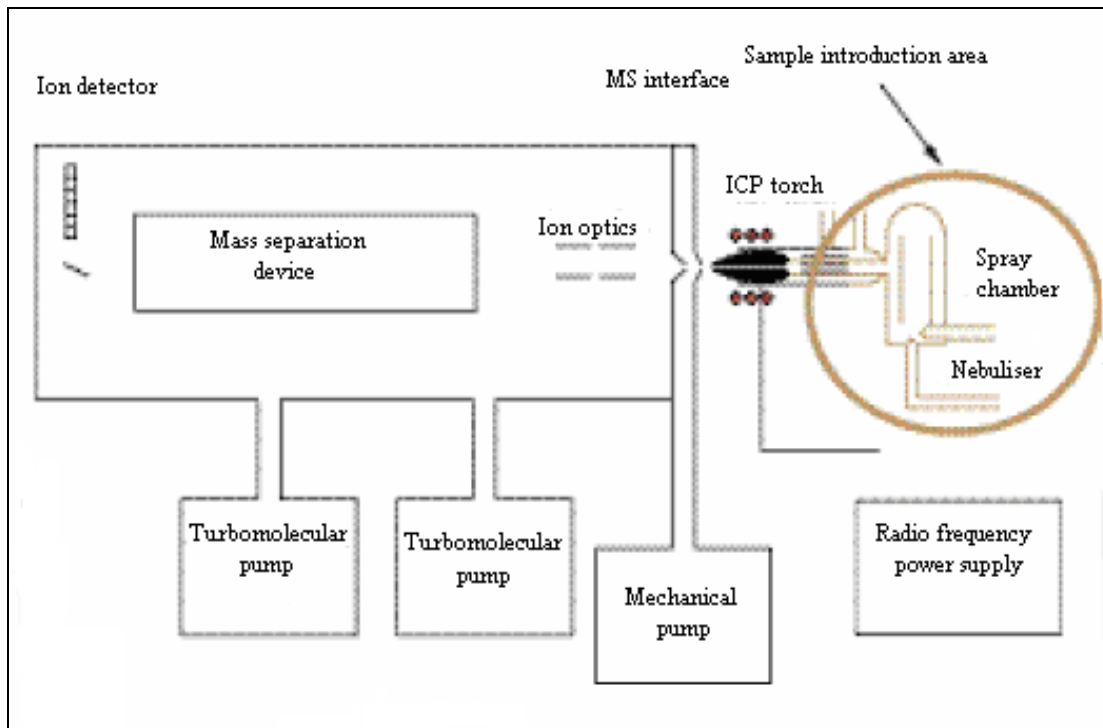 Sample introduction area
MS interface
Ion detector
ICP torch
Mass separation
device
Ion optics
Spray
chamber
Nebuliser
Turbomolecular
pump
Turbomolecular
pump
Mechanical
pump
Radio frequency
power supply